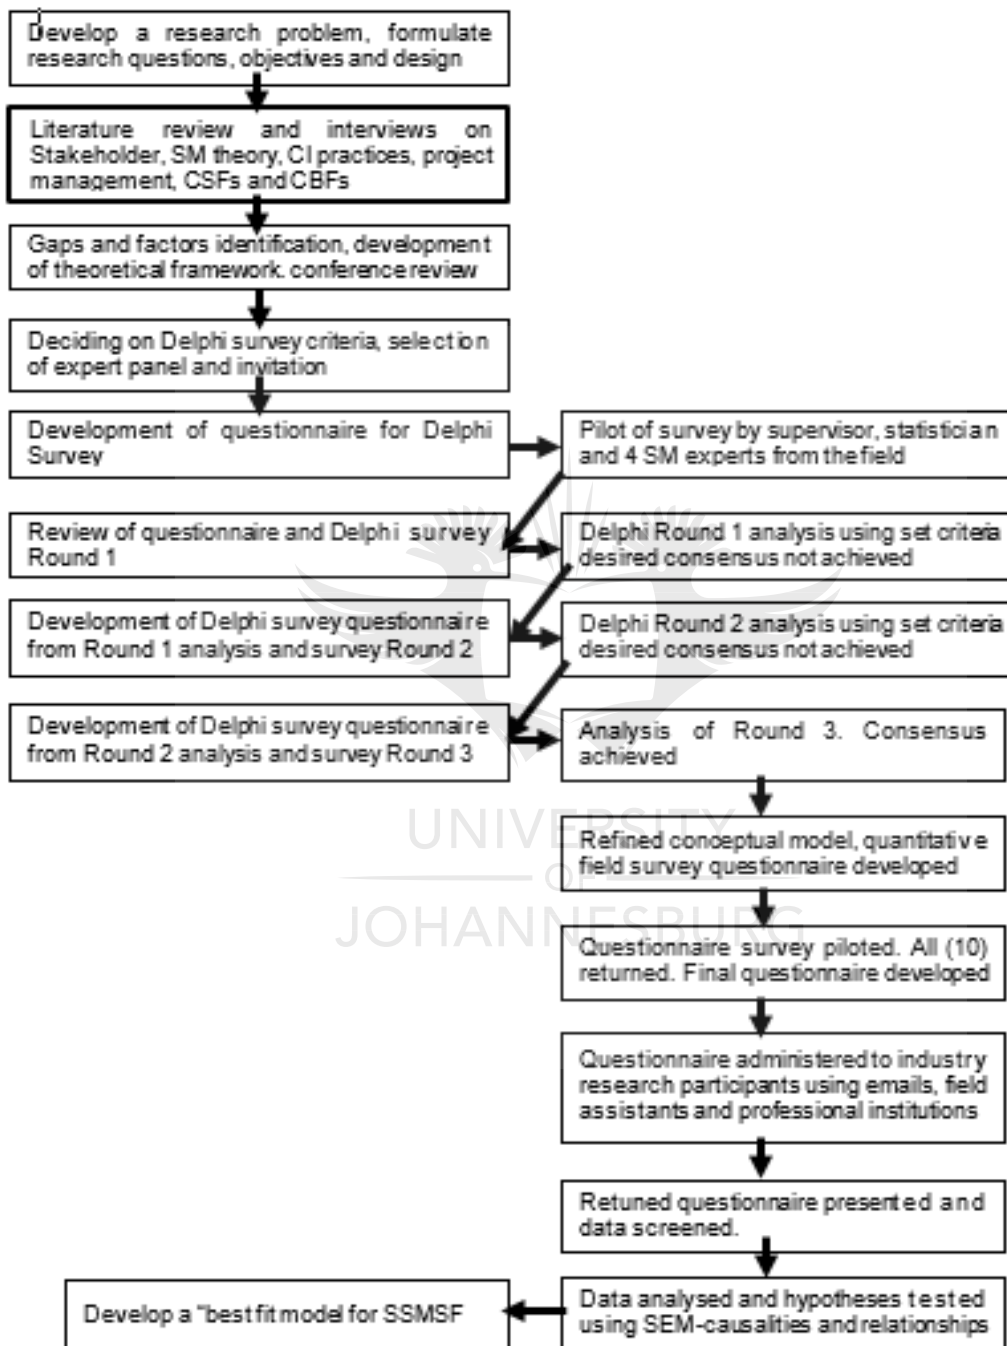 Develop a research problem, formulate
research questions, objectives and design
Literature review and interviews on
Stakeholder, SM theory, CI practices, project
management, CSFs and CBFs
Gaps and factors identification, development
of theoretical framework. conference review
Deciding on Delphi survey criteria, selection
of expert panel and invitation
Development of questionnaire for Delphi
Survey
Pilot of survey by supervisor, statistician
and 4 SM experts from the field
Review of questionnaire and Delphi survey
Round 1
Delphi Round 1 analysis using set criteria
desired consensus not achieved
Development of Delphi survey questionnaire
from Round 1 analysis and survey Round 2
Delphi Round 2 analysis using set criteria
desired consensus not achieved
Development of Delphi survey questionnaire
from Round 2 analysis and survey Round 3
Analysis of Round 3. Consensus
achieved
UNIVERSITY
OF
JOHANNESBURG
Refined conceptual model, quantitative
field survey questionnaire developed
Questionnaire survey piloted. All (10)
returned. Final questionnaire developed
Questionnaire administered to industry
research participants using emails, field
assistants and professional institutions
Retuned questionnaire presented and
data screened.
Data analysed and hypotheses tested
using SEM-causalities and relationships
Develop a "best fit model for SSMSF